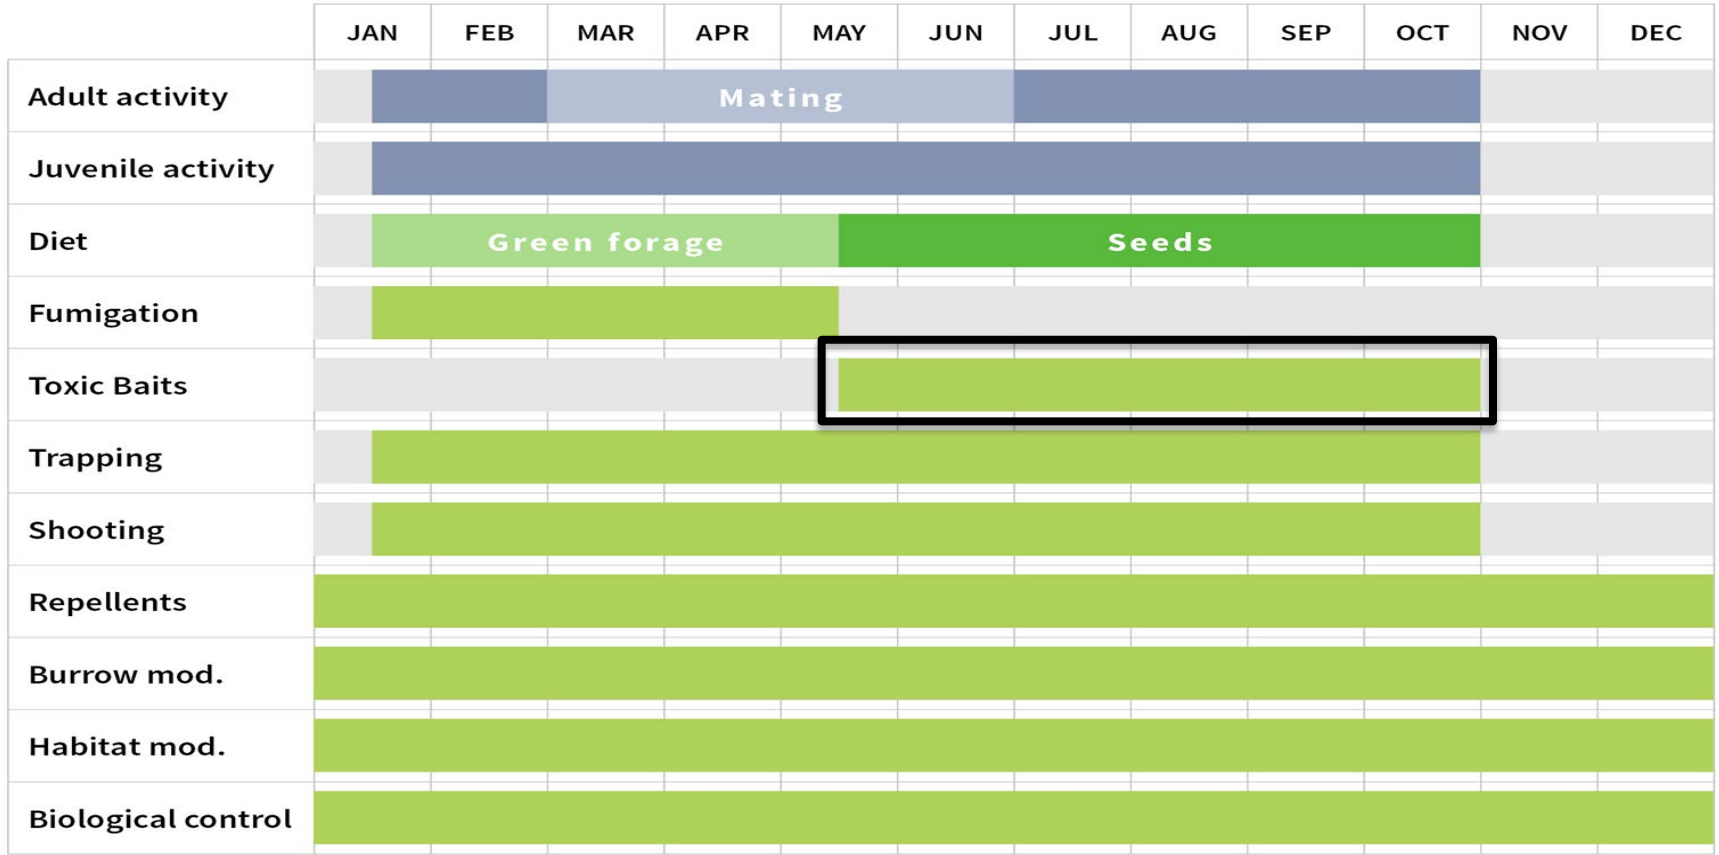 JAN FEB MAR APR MAY JUN JUL AUG SEP OCT NOV DEC
Adult activity Mating
Juvenile activity
Diet Green forage Seeds
Fumigation
Toxic Baits
Trapping
Shooting
Repellents
Burrow mod.
Habitat mod.
Biological control